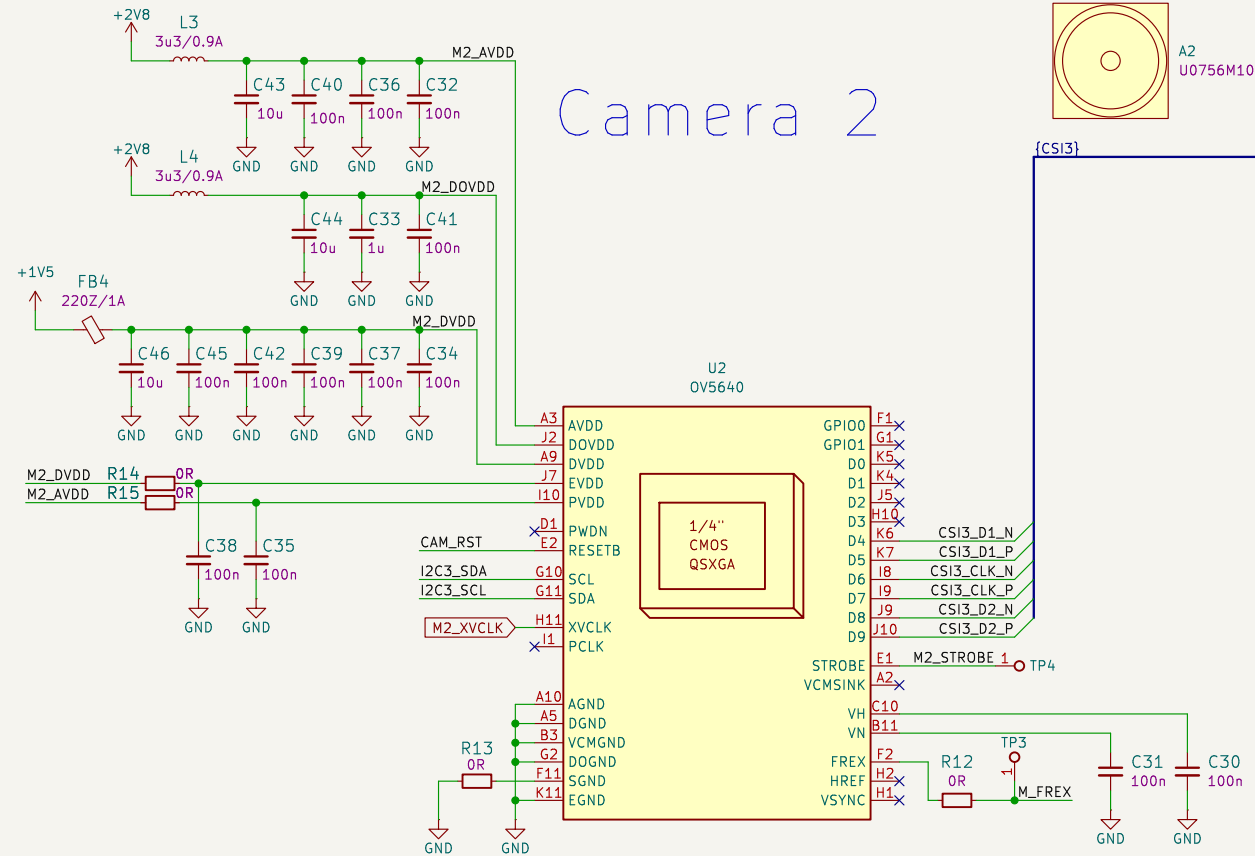 +2V8
L3
3u3/0.9A
M2_AVDD
C43
10u
C40
100n
C36
100n
C32
100n
GND
GND
GND
GND
Camera 2
A2
U0756M10
{CSI3}
+2V8
L4
3u3/0.9A
M2_DOVDD
C44
10u
C33
1u
C41
100n
GND
GND
GND
+1V5
FB4
220Z/1A
M2_DVDD
C46
10u
C45
100n
C42
100n
C39
100n
C37
100n
C34
100n
GND
GND
GND
GND
GND
GND
M2_DVDD
R14
0R
M2_AVDD
R15
0R
C38
100n
C35
100n
GND
GND
U2
OV5640
A3 AVDD
J2 DOVDD
A9 DVDD
J7 EVDD
I10 PVDD
D1 PWDN
CAM_RST E2 RESETB
I2C3_SDA G10 SCL
I2C3_SCL G11 SDA
M2_XVCLK H11 XVCLK
I1 PCLK
A10 AGND
A5 DGND
B3 VCMGND
G2 DOGND
F11 SGND
K11 EGND
R13
0R
GND
GND
1/4"
CMOS
QSXGA
GPIO0 F1
GPIO1 G1
D0 K5
D1 K4
D2 J5
D3 H10
D4 K6 CSI3_D1_N
D5 K7 CSI3_D1_P
D6 I8 CSI3_CLK_N
D7 I9 CSI3_CLK_P
D8 J9 CSI3_D2_N
D9 J10 CSI3_D2_P
STROBE E1 M2_STROBE 1 TP4
VCMSINK A2
VH C10
VN B11
FREX F2
HREF H2
VSYNC H1
R12
0R
TP3
1
M_FREX
C31
100n
C30
100n
GND
GND